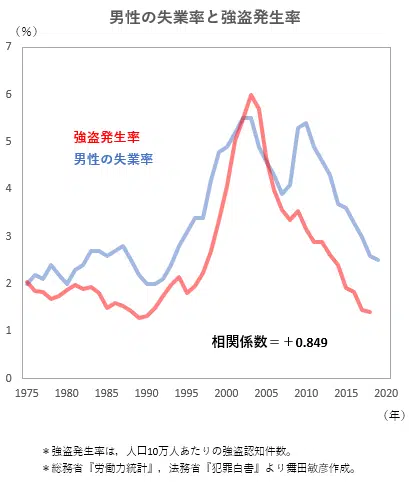 男性の失業率と強盗発生率
(％)
7
6
5
4
3
2
1
0
強盗発生率
男性の失業率
相関係数＝＋0.849
1975 1980 1985 1990 1995 2000 2005 2010 2015 2020
(年)
＊強盗発生率は，人口10万人あたりの強盗認知件数。
＊総務省『労働力統計』，法務省『犯罪白書』より舞田敏彦作成。